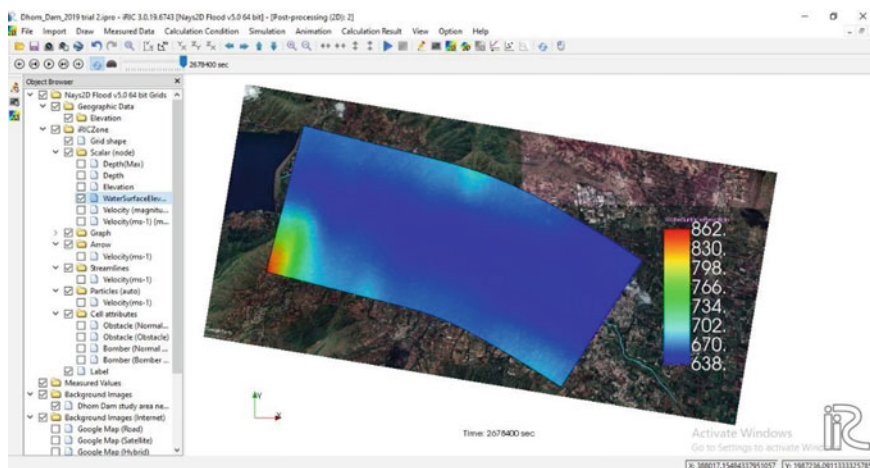 Dhom_Dam_2019 trial 2.ipro - iRIC 3.0.19.6743 [Nays2D Flood v5.0 64 bit] - [Post-processing (2D): 2]
File Import Draw Measured Data Calculation Condition Simulation Animation Calculation Result View Option Help
2678400 sec
Object Browser
Nays2D Flood v5.0 64 bit Grids
Geographic Data
Elevation
iRICZone
Grid shape
Scalar (node)
Depth(Max)
Depth
Elevation
WaterSurfaceElev...
Velocity (magnitu...
Velocity(ms-1) (m...
Graph
Arrow
Velocity(ms-1)
Streamlines
Velocity(ms-1)
Particles (auto)
Velocity(ms-1)
Cell attributes
Obstacle (Normal...
Obstacle (Obstacle)
Bomber (Normal ...
Bomber (Bomber ...
Label
Measured Values
Background Images
Dhom Dam study area ne...
Background Images (Internet)
Google Map (Road)
Google Map (Satellite)
Google Map (Hybrid)
862.
830.
798.
766.
734.
702.
670.
638.
Y
X
Time: 2678400 sec
iRIC
Activate Windows
Go to Settings to activate Windows